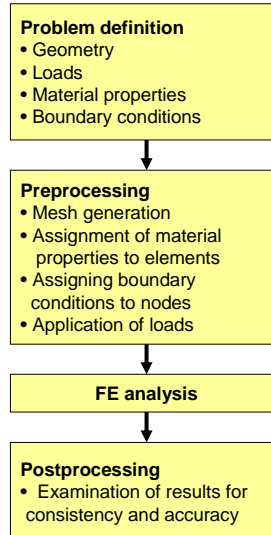 Problem definition
• Geometry
• Loads
• Material properties
• Boundary conditions
Preprocessing
• Mesh generation
• Assignment of material
properties to elements
• Assigning boundary
conditions to nodes
• Application of loads
FE analysis
Postprocessing
• Examination of results for
consistency and accuracy